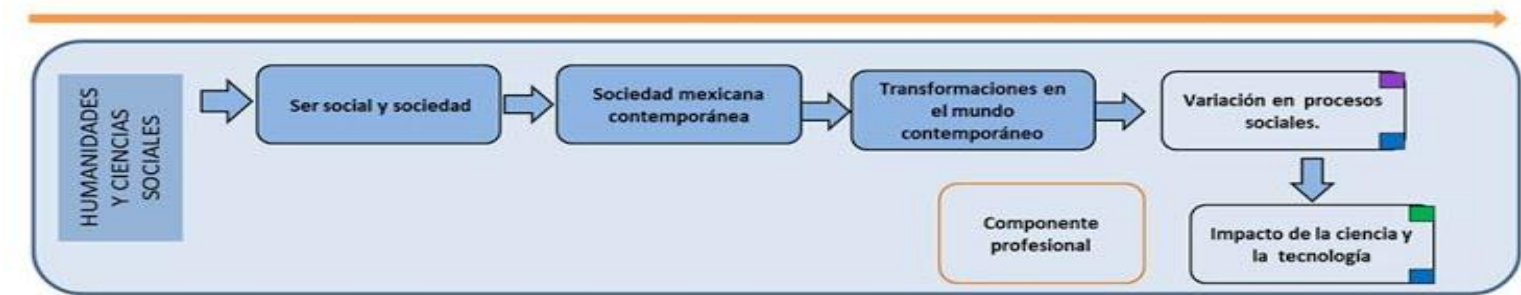 HUMANIDADES
Y CIENCIAS
SOCIALES
Ser social y sociedad
Sociedad mexicana
contemporánea
Transformaciones en
el mundo
contemporáneo
Variación en procesos
sociales.
Componente
profesional
Impacto de la ciencia y
la tecnología